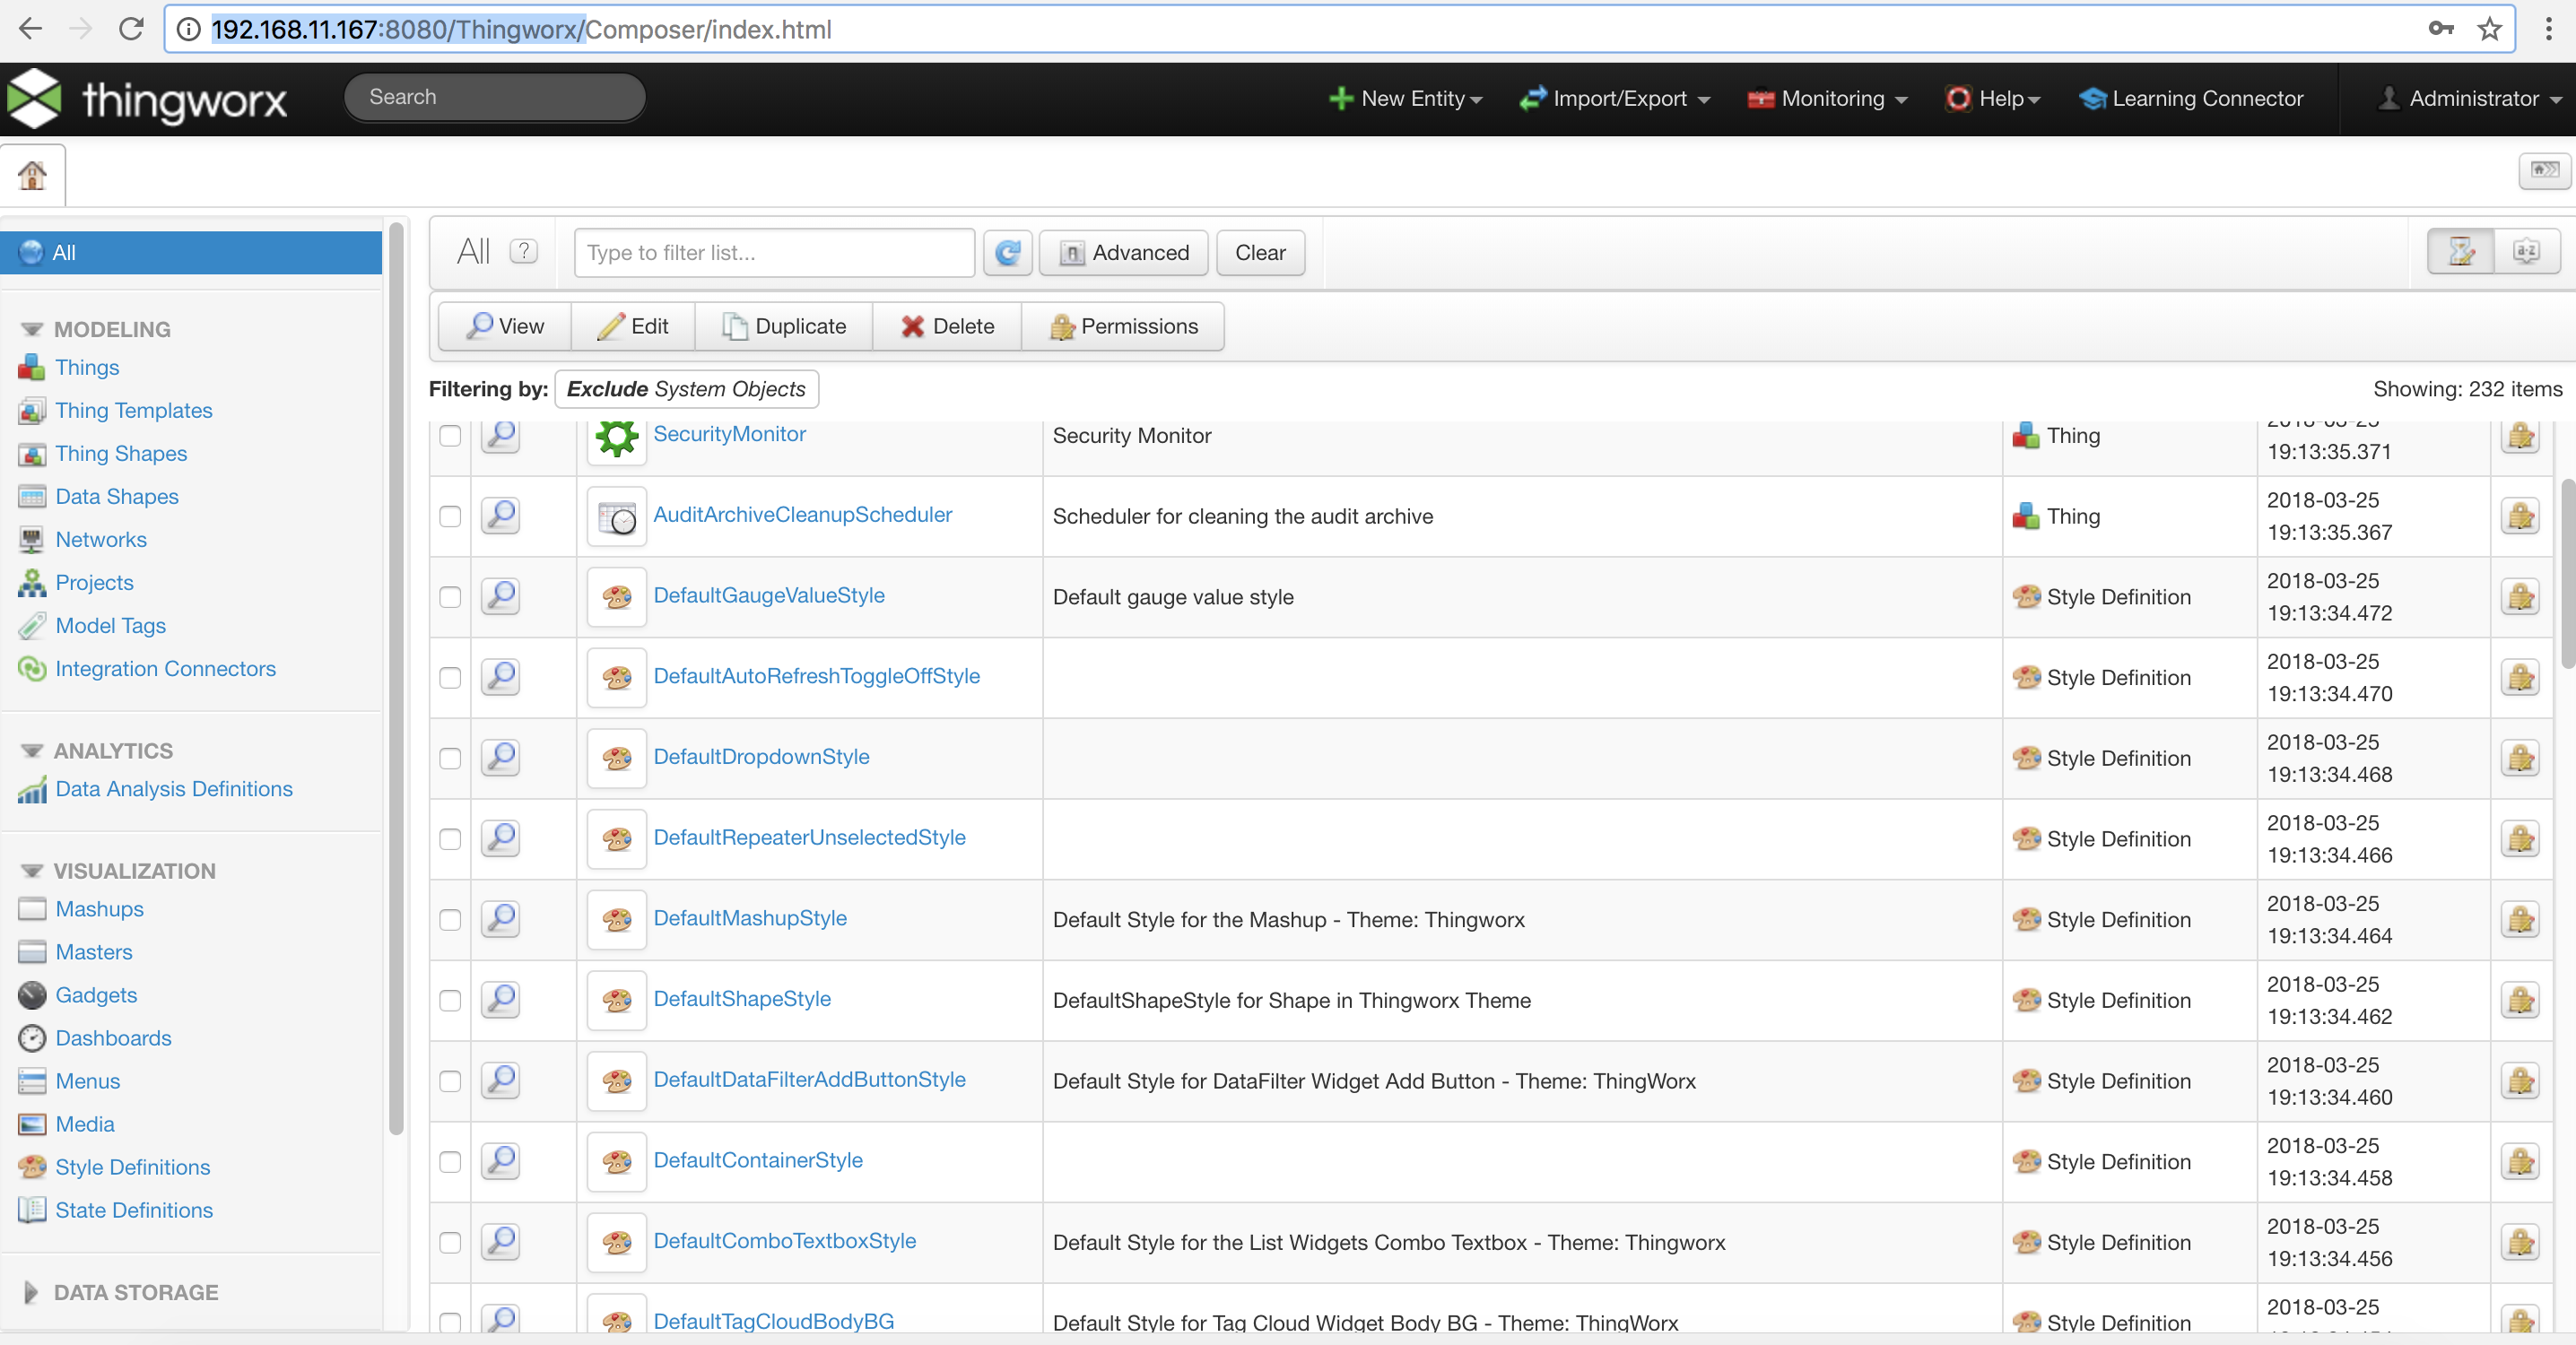 192.168.11.167:8080/Thingworx/Composer/index.html
thingworx
Search
New Entity
Import/Export
Monitoring
Help
Learning Connector
Administrator
All
MODELING
Things
Thing Templates
Thing Shapes
Data Shapes
Networks
Projects
Model Tags
Integration Connectors
ANALYTICS
Data Analysis Definitions
VISUALIZATION
Mashups
Masters
Gadgets
Dashboards
Menus
Media
Style Definitions
State Definitions
DATA STORAGE
All ? Type to filter list... Advanced Clear a-z
View Edit Duplicate Delete Permissions
Filtering by: Exclude System Objects Showing: 232 items
SecurityMonitor Security Monitor Thing 2018-03-25
19:13:35.371
AuditArchiveCleanupScheduler Scheduler for cleaning the audit archive Thing 2018-03-25
19:13:35.367
DefaultGaugeValueStyle Default gauge value style Style Definition 2018-03-25
19:13:34.472
DefaultAutoRefreshToggleOffStyle Style Definition 2018-03-25
19:13:34.470
DefaultDropdownStyle Style Definition 2018-03-25
19:13:34.468
DefaultRepeaterUnselectedStyle Style Definition 2018-03-25
19:13:34.466
DefaultMashupStyle Default Style for the Mashup - Theme: Thingworx Style Definition 2018-03-25
19:13:34.464
DefaultShapeStyle DefaultShapeStyle for Shape in Thingworx Theme Style Definition 2018-03-25
19:13:34.462
DefaultDataFilterAddButtonStyle Default Style for DataFilter Widget Add Button - Theme: ThingWorx Style Definition 2018-03-25
19:13:34.460
DefaultContainerStyle Style Definition 2018-03-25
19:13:34.458
DefaultComboTextboxStyle Default Style for the List Widgets Combo Textbox - Theme: Thingworx Style Definition 2018-03-25
19:13:34.456
DefaultTagCloudBodyBG Default Style for Tag Cloud Widget Body BG - Theme: ThingWorx Style Definition 2018-03-25